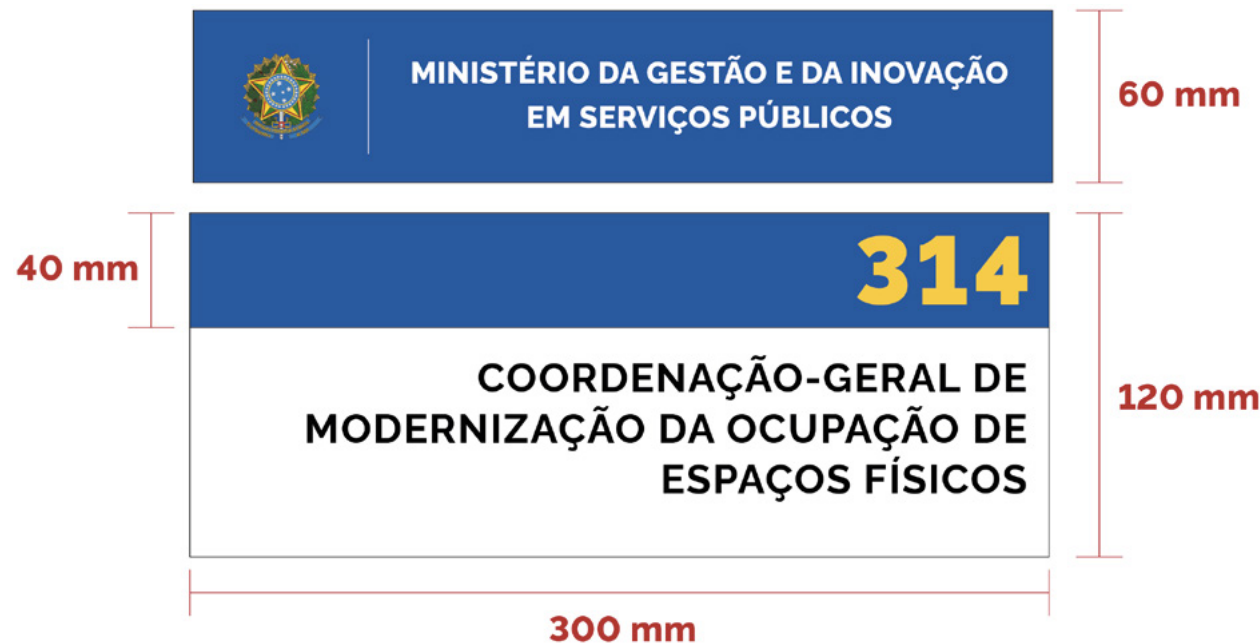 MINISTÉRIO DA GESTÃO E DA INOVAÇÃO
EM SERVIÇOS PÚBLICOS
60 mm
40 mm
314
COORDENAÇÃO-GERAL DE
MODERNIZAÇÃO DA OCUPAÇÃO DE
ESPAÇOS FÍSICOS
120 mm
300 mm